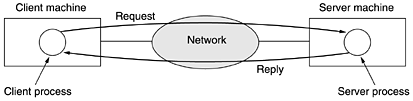 Client machine
Server machine
Request
Network
Reply
Client process
Server process